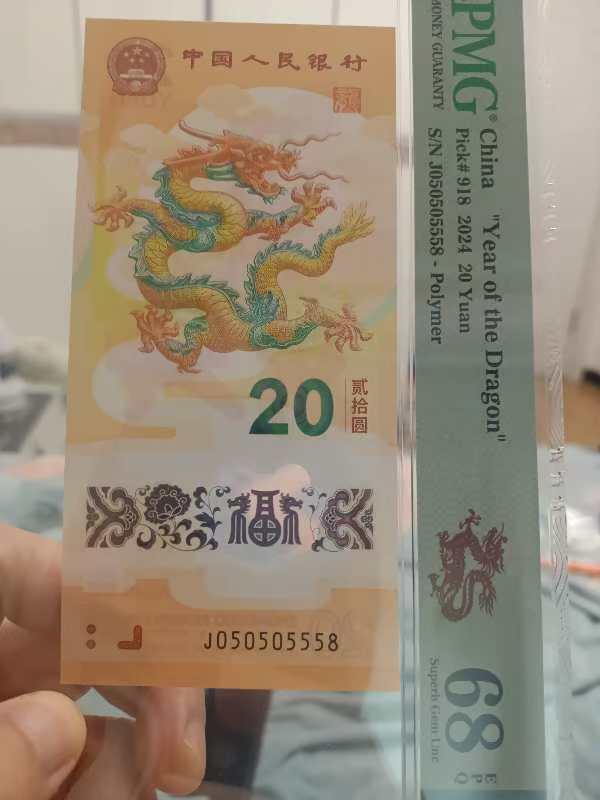 中国人民银行
20
贰拾圆
J050505558
PMG®
MONEY GUARANTY
China "Year of the Dragon"
Pick# 918 2024 20 Yuan
S/N J050505558 - Polymer
68
EPQ
Superb Gem Unc